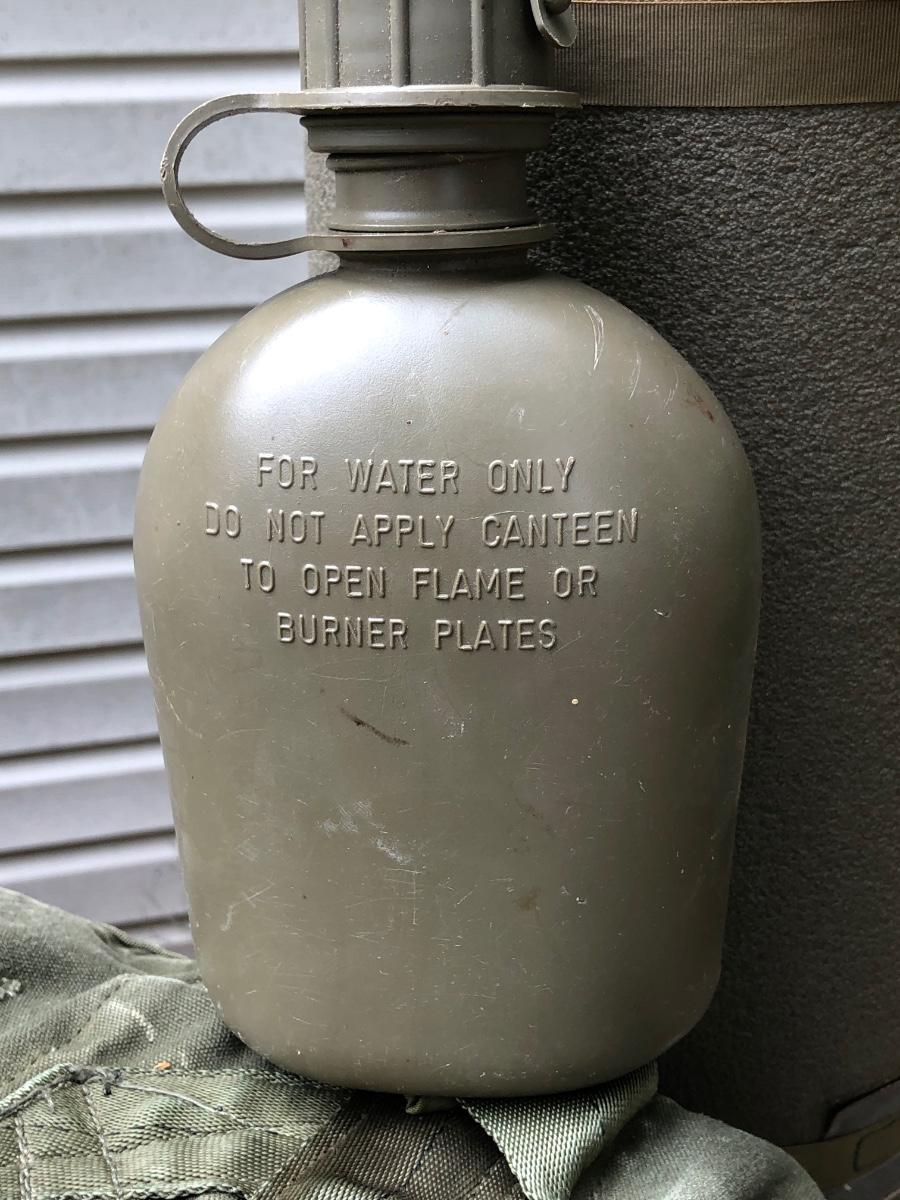 FOR WATER ONLY
DO NOT APPLY CANTEEN
TO OPEN FLAME OR
BURNER PLATES